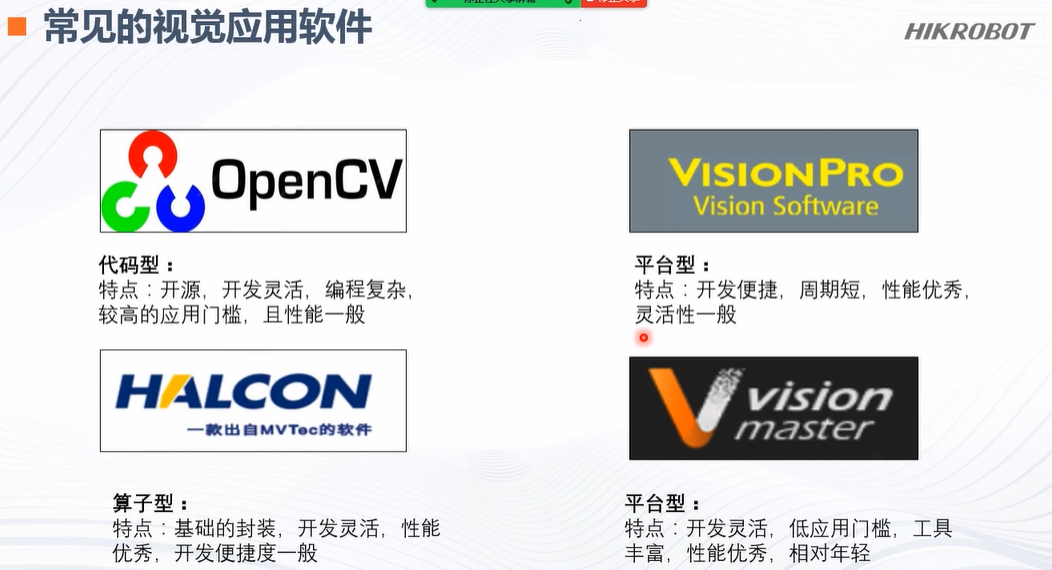 常见的视觉应用软件
HIKROBOT
OpenCV
代码型：
特点：开源，开发灵活，编程复杂，
较高的应用门槛，且性能一般
VISIONPRO
Vision Software
平台型：
特点：开发便捷，周期短，性能优秀，
灵活性一般
HALCON
一款出自MVTec的软件
算子型：
特点：基础的封装，开发灵活，性能
优秀，开发便捷度一般
vision
master
平台型：
特点：开发灵活，低应用门槛，工具
丰富，性能优秀，相对年轻